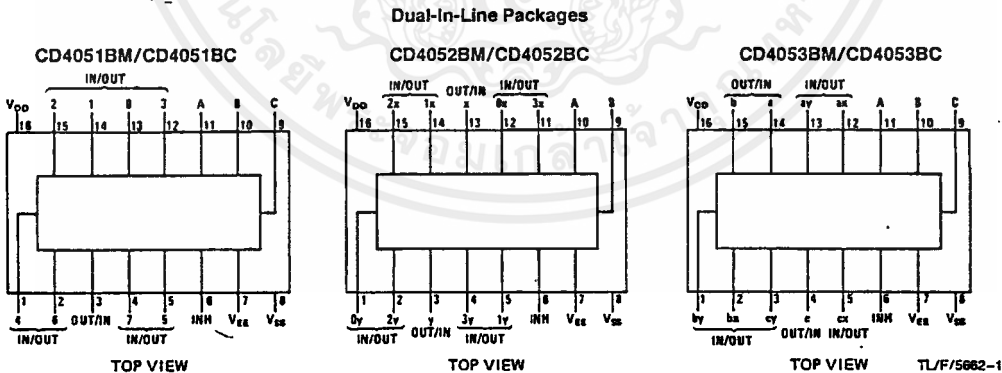 Dual-In-Line Packages
CD4051BM/CD4051BC
IN/OUT
VDD 2 1 0 3 A B C
16 15 14 13 12 11 10 9
1 2 3 4 5 6 7 8
4 6 OUT/IN 7 5 INH VEE VSS
IN/OUT IN/OUT
TOP VIEW
CD4052BM/CD4052BC
IN/OUT OUT/IN IN/OUT
VDD 2x 1x x 0x 3x A B
16 15 14 13 12 11 10 9
1 2 3 4 5 6 7 8
0y 2y y 3y 1y INH VEE VSS
IN/OUT OUT/IN IN/OUT
TOP VIEW
CD4053BM/CD4053BC
OUT/IN IN/OUT
VDD b a ay ax A B C
16 15 14 13 12 11 10 9
1 2 3 4 5 6 7 8
by bx cy c cx INH VEE VSS
IN/OUT OUT/IN IN/OUT
TOP VIEW
TL/F/5662-1